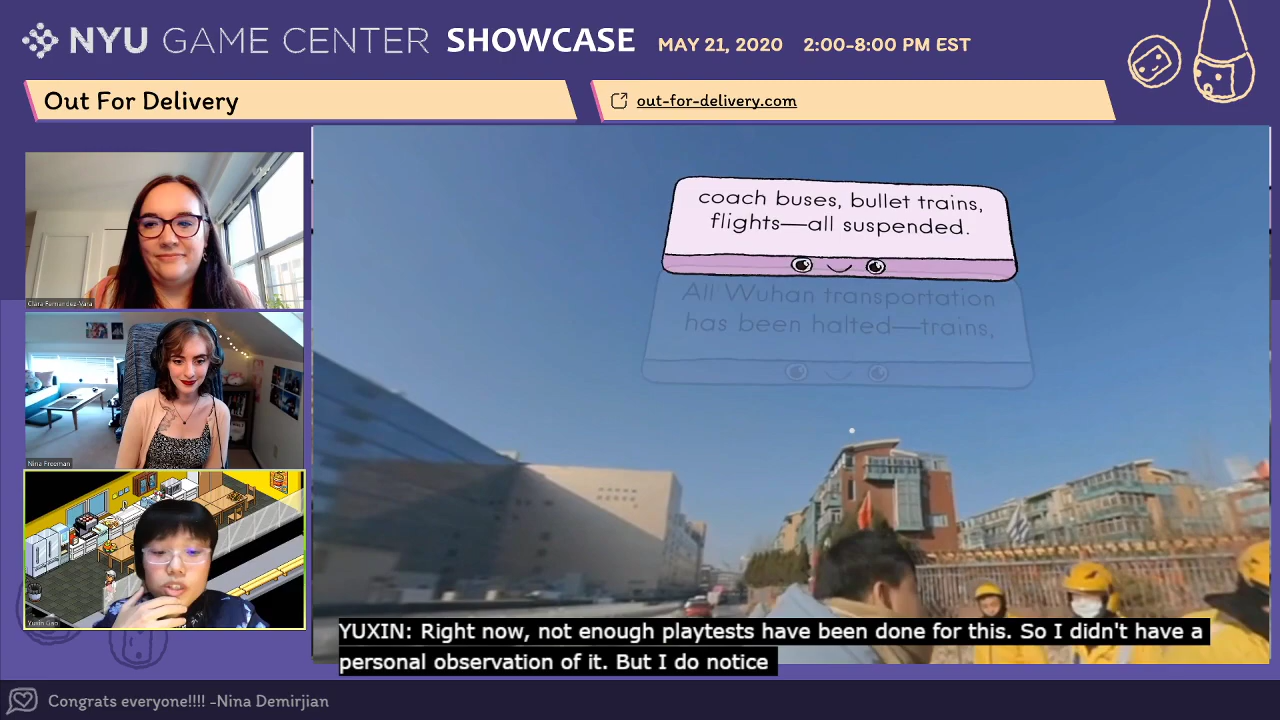 NYU GAME CENTER SHOWCASE MAY 21, 2020 2:00-8:00 PM EST
Out For Delivery
out-for-delivery.com
Clara Fernandez-Vara
Nina Freeman
Yuxin Gao
coach buses, bullet trains,
flights—all suspended.
All Wuhan transportation
has been halted—trains,
YUXIN: Right now, not enough playtests have been done for this. So I didn't have a
personal observation of it. But I do notice
Congrats everyone!!!! -Nina Demirjian